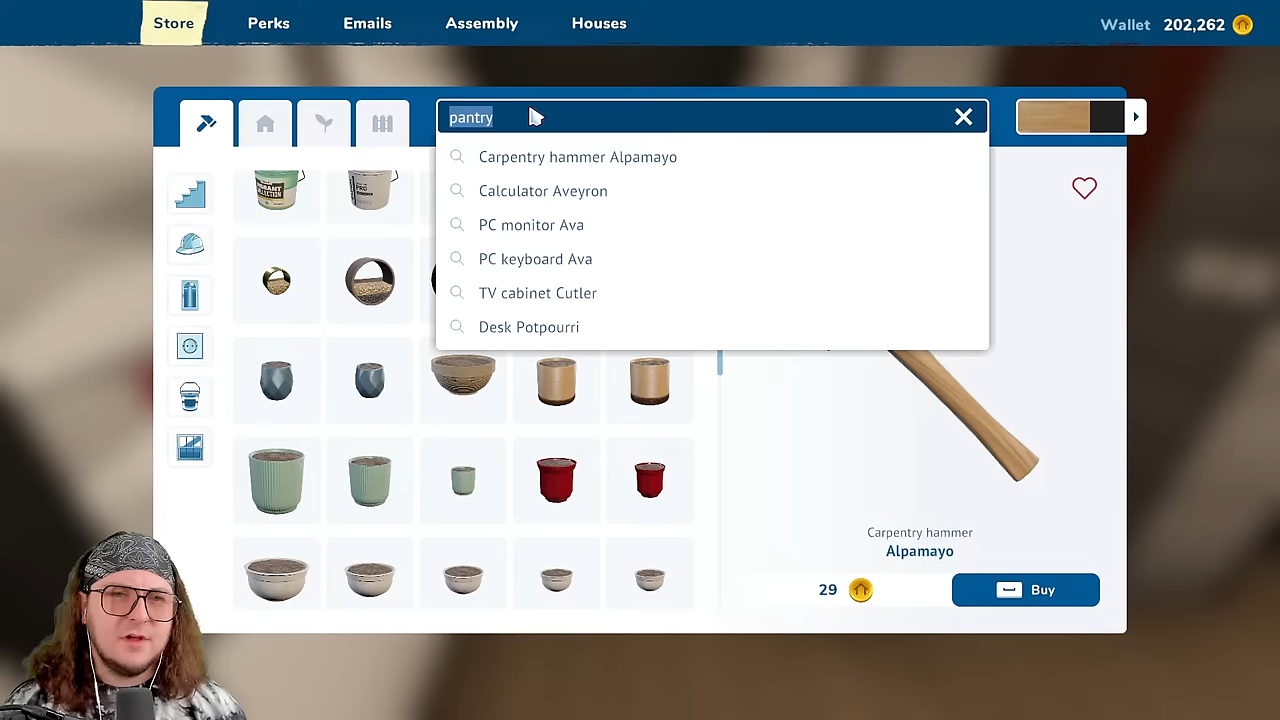 Store
Perks
Emails
Assembly
Houses
Wallet 202,262
pantry
Carpentry hammer Alpamayo
Calculator Aveyron
PC monitor Ava
PC keyboard Ava
TV cabinet Cutler
Desk Potpourri
Carpentry hammer
Alpamayo
29
Buy